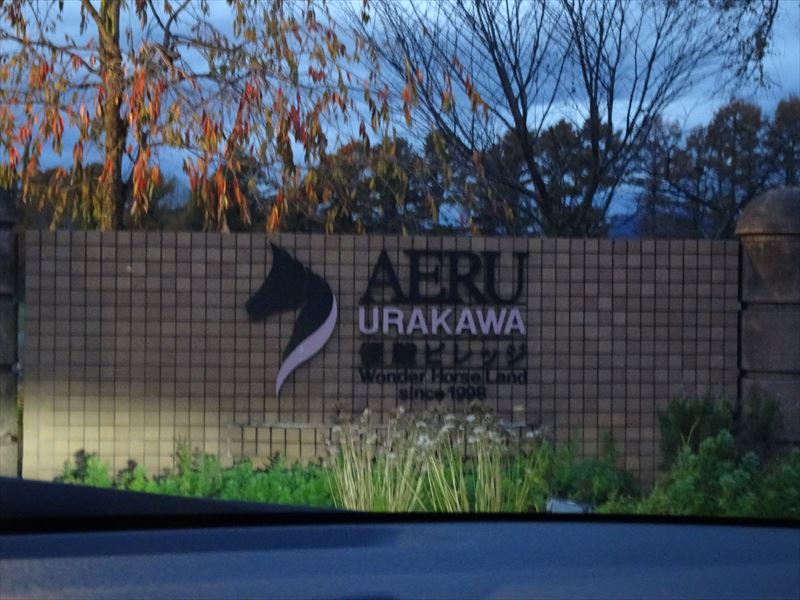 AERU
URAKAWA
優駿ビレッジ
Wonder Horse Land
since 1998